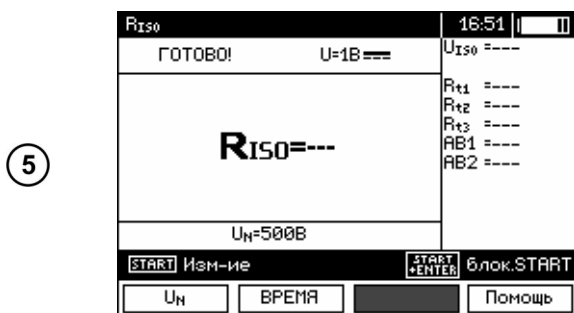 RISO 16:51
ГОТОВО! U=1В
UISO =---
Rt1 =---
Rt2 =---
Rt3 =---
AB1 =---
AB2 =---
RISO=---
5
UN=500В
START Изм-ие START +ENTER блок.START
UN ВРЕМЯ Помощь